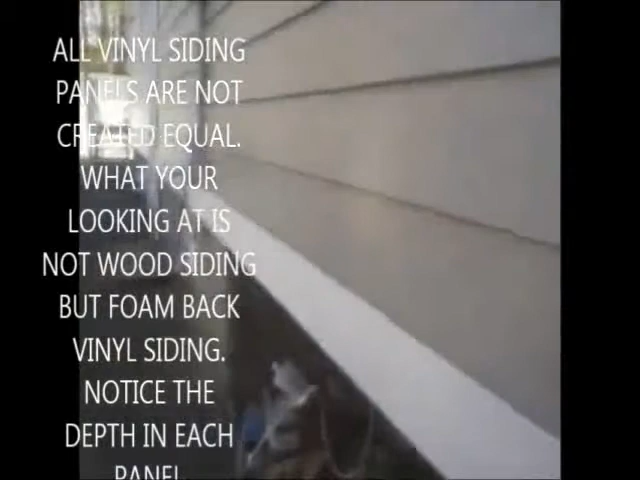 ALL VINYL SIDING
PANELS ARE NOT
CREATED EQUAL.
WHAT YOUR
LOOKING AT IS
NOT WOOD SIDING
BUT FOAM BACK
VINYL SIDING.
NOTICE THE
DEPTH IN EACH
PANEL